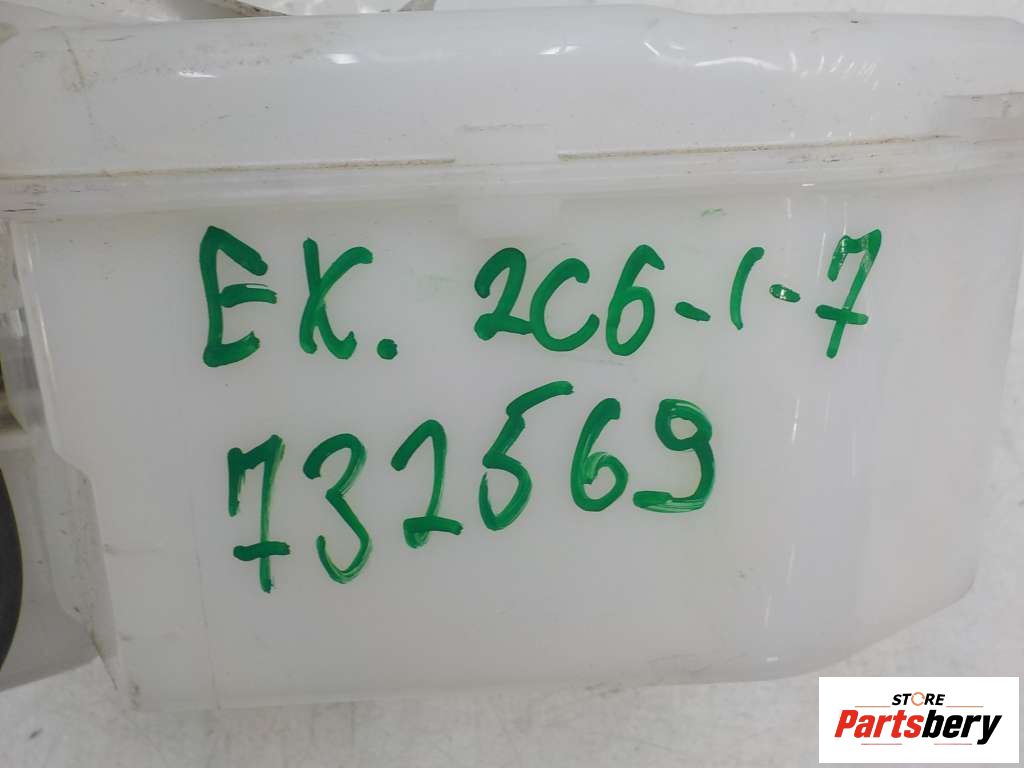 EK. 2C6-1-7
732569
STORE
Partsbery